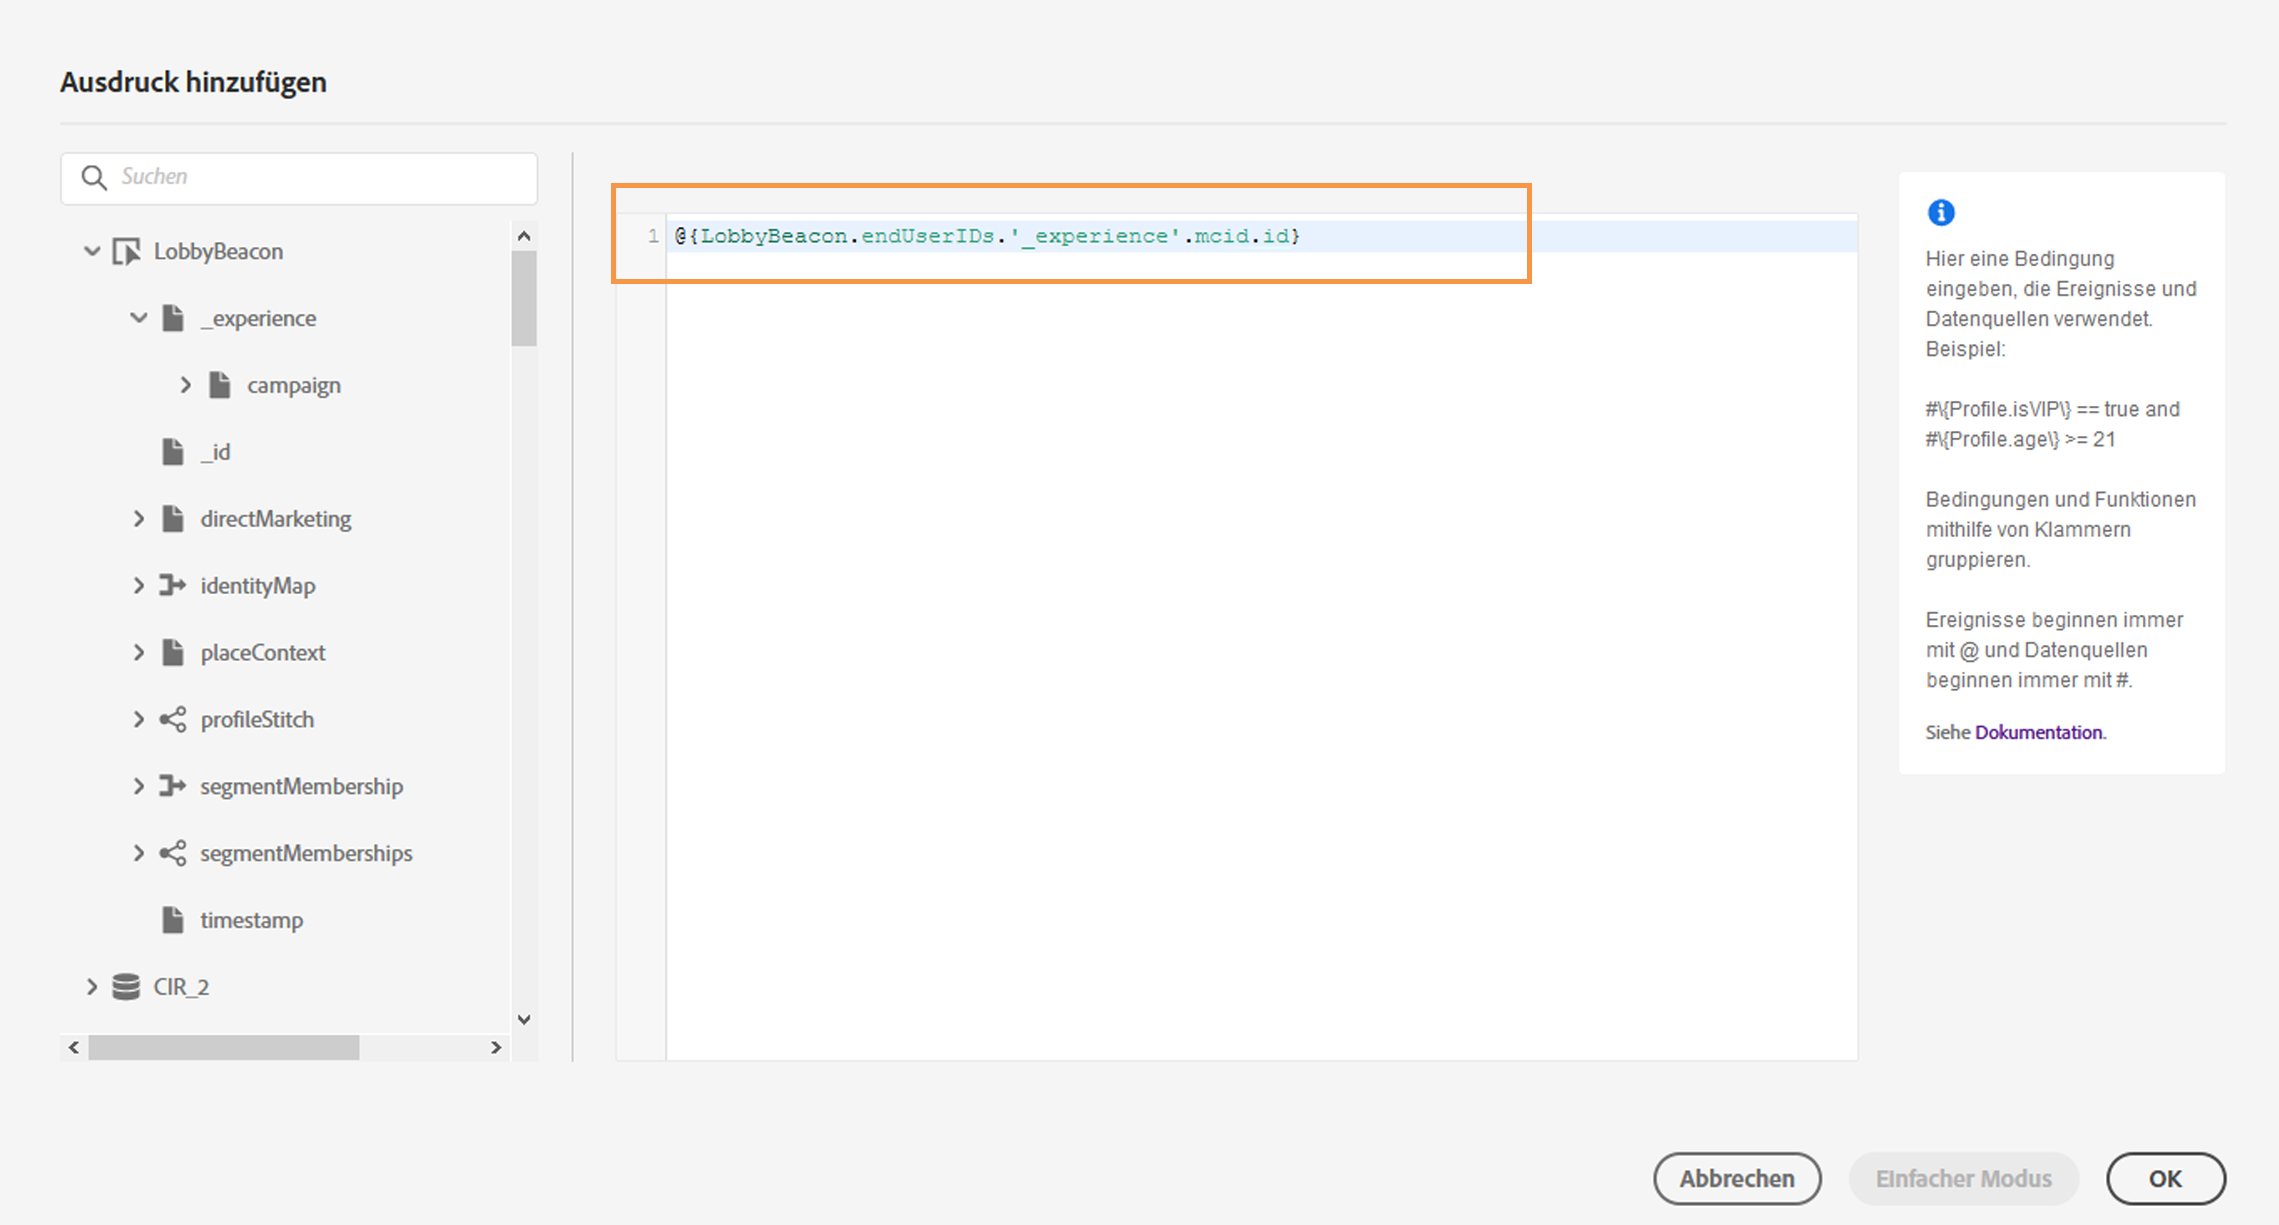 Ausdruck hinzufügen
Suchen
LobbyBeacon
_experience
campaign
_id
directMarketing
identityMap
placeContext
profileStitch
segmentMembership
segmentMemberships
timestamp
CIR_2
1 @{LobbyBeacon.endUserIDs.'_experience'.mcid.id}
Hier eine Bedingung
eingeben, die Ereignisse und
Datenquellen verwendet.
Beispiel:
#\{Profile.isVIP\} == true and
#\{Profile.age\} >= 21
Bedingungen und Funktionen
mithilfe von Klammern
gruppieren.
Ereignisse beginnen immer
mit @ und Datenquellen
beginnen immer mit #.
Siehe Dokumentation.
Abbrechen
EInfacher Modus
OK